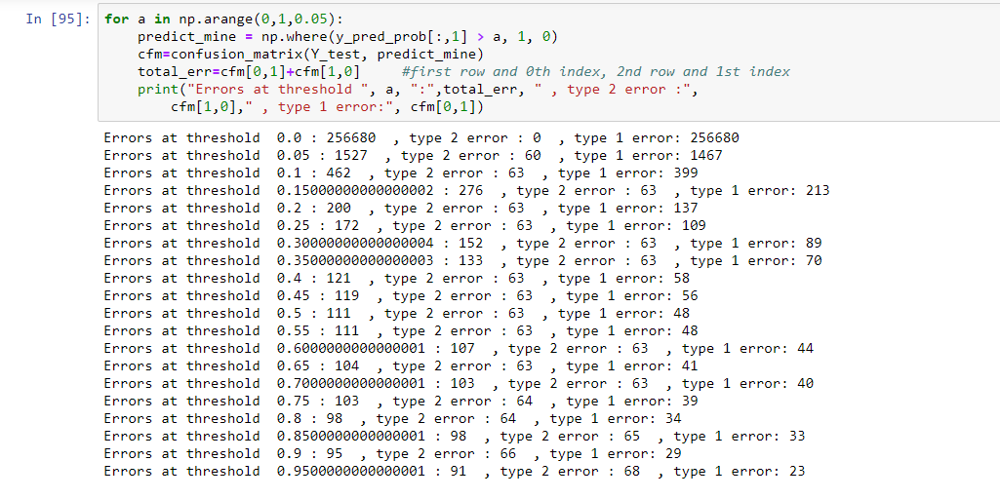 In [95]: for a in np.arange(0,1,0.05):
predict_mine = np.where(y_pred_prob[:,1] > a, 1, 0)
cfm=confusion_matrix(Y_test, predict_mine)
total_err=cfm[0,1]+cfm[1,0] #first row and 0th index, 2nd row and 1st index
print("Errors at threshold ", a, ":",total_err, " , type 2 error :",
cfm[1,0]," , type 1 error:", cfm[0,1])
Errors at threshold 0.0 : 256680 , type 2 error : 0 , type 1 error: 256680
Errors at threshold 0.05 : 1527 , type 2 error : 60 , type 1 error: 1467
Errors at threshold 0.1 : 462 , type 2 error : 63 , type 1 error: 399
Errors at threshold 0.15000000000000002 : 276 , type 2 error : 63 , type 1 error: 213
Errors at threshold 0.2 : 200 , type 2 error : 63 , type 1 error: 137
Errors at threshold 0.25 : 172 , type 2 error : 63 , type 1 error: 109
Errors at threshold 0.30000000000000004 : 152 , type 2 error : 63 , type 1 error: 89
Errors at threshold 0.35000000000000003 : 133 , type 2 error : 63 , type 1 error: 70
Errors at threshold 0.4 : 121 , type 2 error : 63 , type 1 error: 58
Errors at threshold 0.45 : 119 , type 2 error : 63 , type 1 error: 56
Errors at threshold 0.5 : 111 , type 2 error : 63 , type 1 error: 48
Errors at threshold 0.55 : 111 , type 2 error : 63 , type 1 error: 48
Errors at threshold 0.6000000000000001 : 107 , type 2 error : 63 , type 1 error: 44
Errors at threshold 0.65 : 104 , type 2 error : 63 , type 1 error: 41
Errors at threshold 0.7000000000000001 : 103 , type 2 error : 63 , type 1 error: 40
Errors at threshold 0.75 : 103 , type 2 error : 64 , type 1 error: 39
Errors at threshold 0.8 : 98 , type 2 error : 64 , type 1 error: 34
Errors at threshold 0.8500000000000001 : 98 , type 2 error : 65 , type 1 error: 33
Errors at threshold 0.9 : 95 , type 2 error : 66 , type 1 error: 29
Errors at threshold 0.9500000000000001 : 91 , type 2 error : 68 , type 1 error: 23